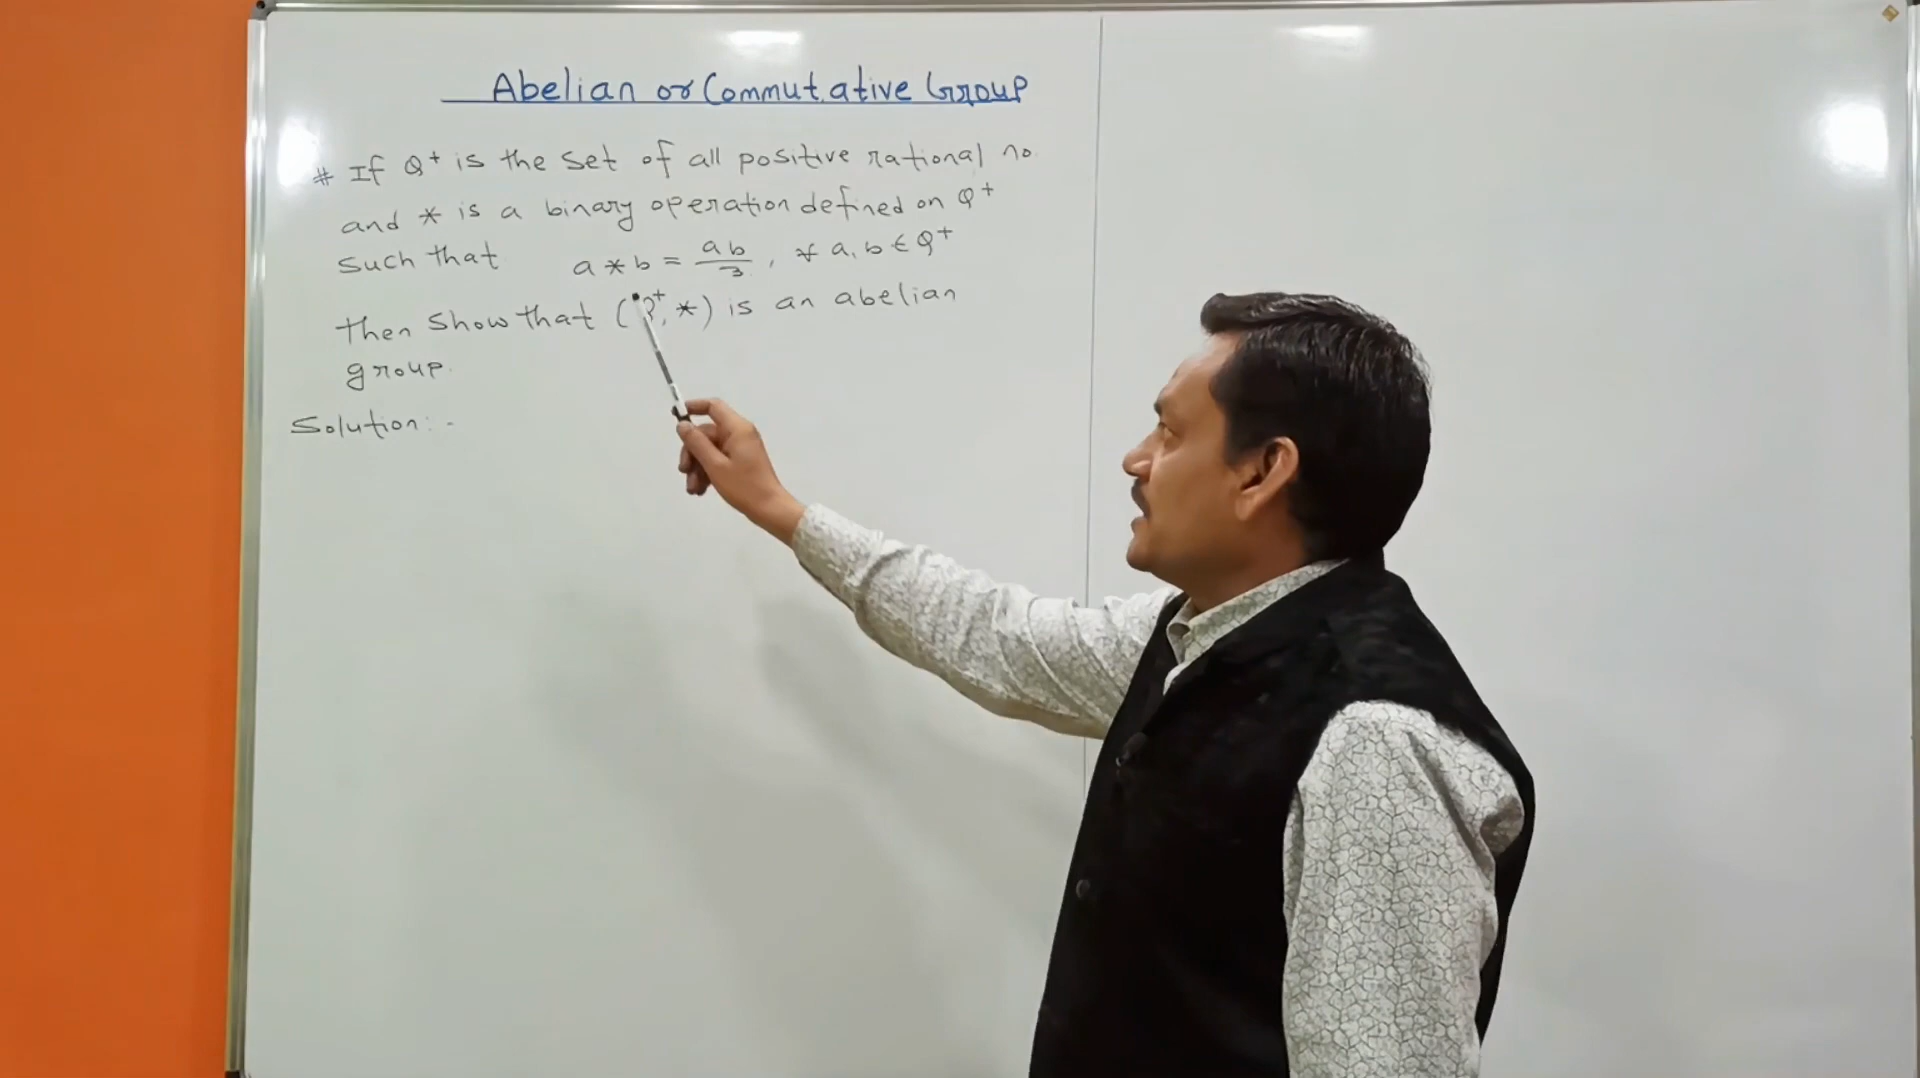 Abelian or Commutative Group
# If Q⁺ is the set of all positive rational no.
and * is a binary operation defined on Q⁺
such that a * b = ab/3, ∀ a, b ∈ Q⁺
then show that (Q⁺, *) is an abelian
group.
Solution:-